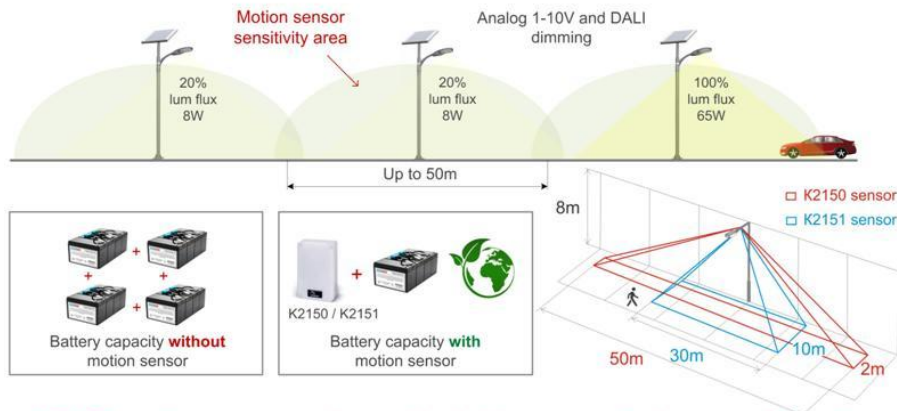 Motion sensor
sensitivity area
Analog 1-10V and DALI
dimming
20%
lum flux
8W
20%
lum flux
8W
100%
lum flux
65W
Up to 50m
8m
K2150 sensor
K2151 sensor
+
+
+
+
K2150 / K2151
+
Battery capacity without
motion sensor
Battery capacity with
motion sensor
50m
30m
10m
2m